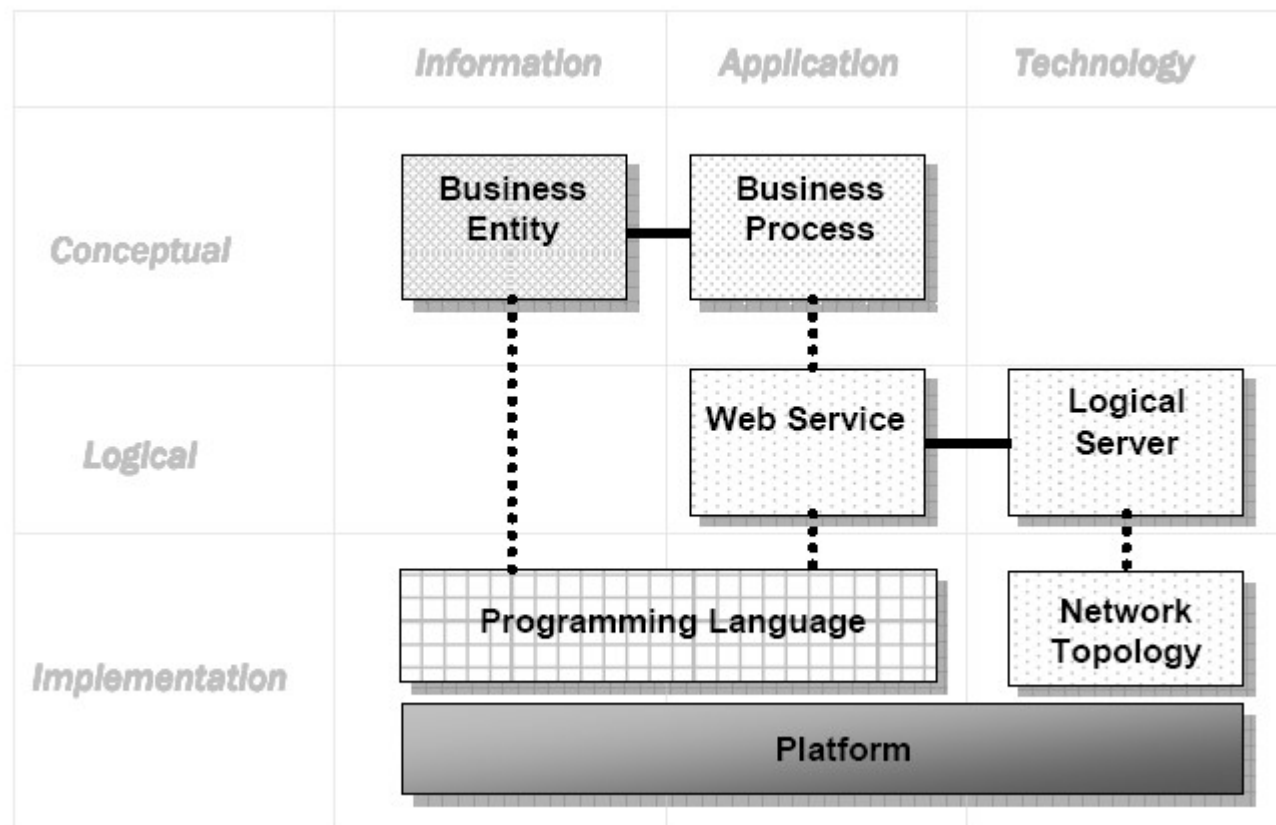 Information Application Technology
Conceptual
Business
Entity
Business
Process
Logical
Web Service
Logical
Server
Implementation
Programming Language
Network
Topology
Platform